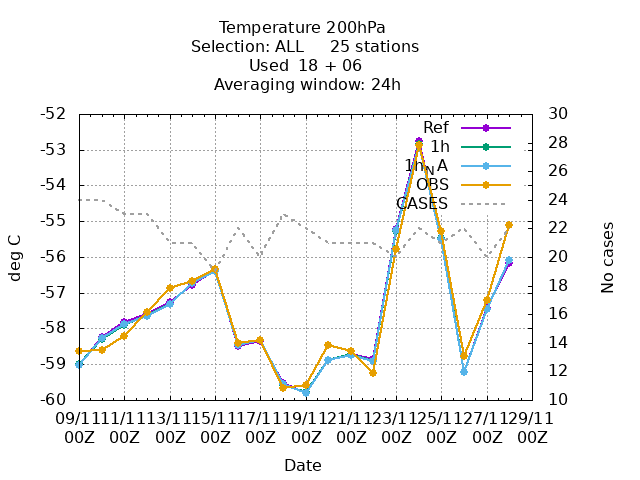 Temperature 200hPa
Selection: ALL 25 stations
Used 18 + 06
Averaging window: 24h
-52
-53
-54
-55
-56
-57
-58
-59
-60
30
28
26
24
22
20
18
16
14
12
10
Ref
1h
1h_N A
OBS
CASES
deg C
No cases
09/11 11/11 13/11 15/11 17/11 19/11 21/11 23/11 25/11 27/11 29/11
00Z 00Z 00Z 00Z 00Z 00Z 00Z 00Z 00Z 00Z 00Z
Date